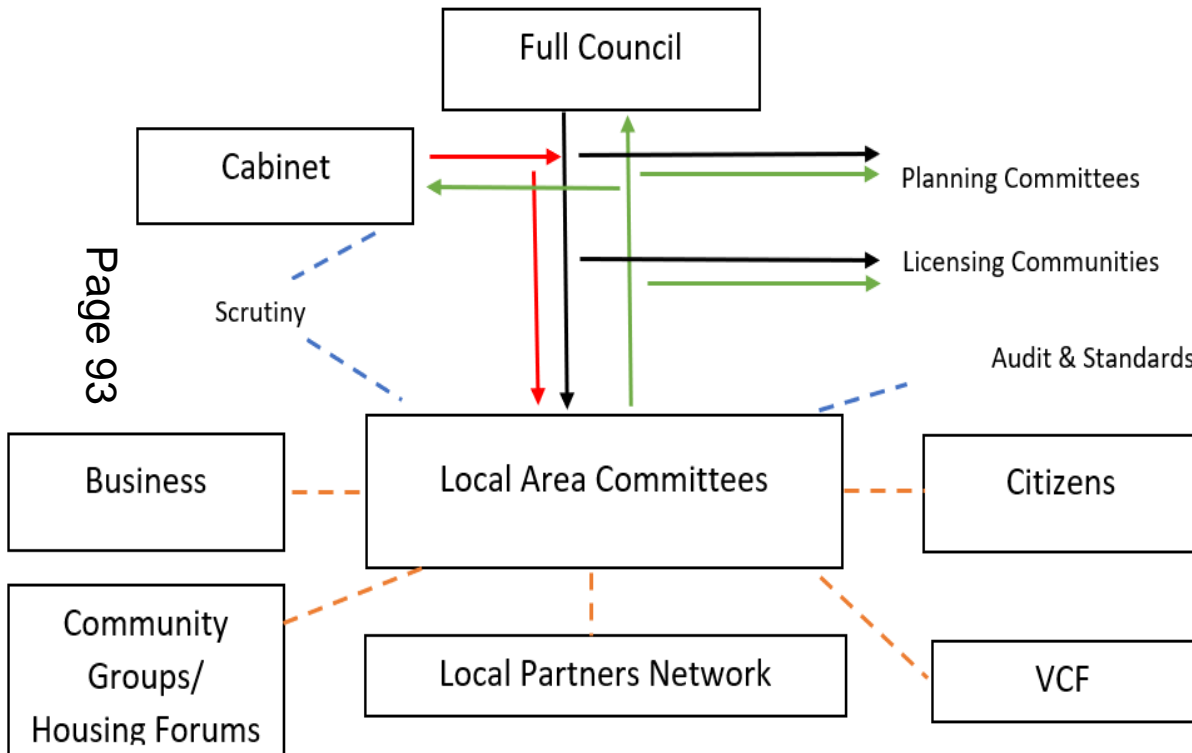 Full Council
Cabinet
Planning Committees
Licensing Communities
Scrutiny
Page 93
Audit & Standards
Business
Local Area Committees
Citizens
Community
Groups/
Housing Forums
Local Partners Network
VCF